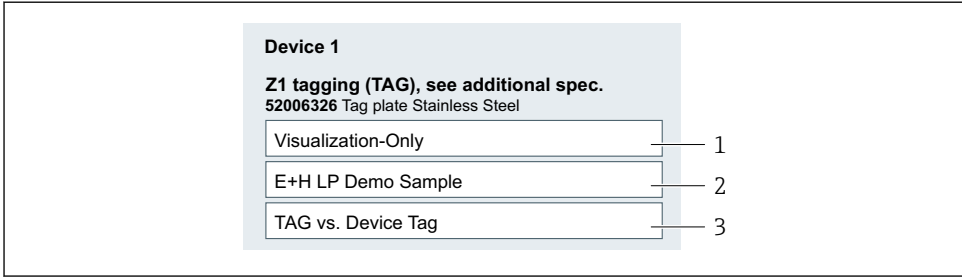 Device 1
Z1 tagging (TAG), see additional spec.
52006326 Tag plate Stainless Steel
Visualization-Only 1
E+H LP Demo Sample 2
TAG vs. Device Tag 3